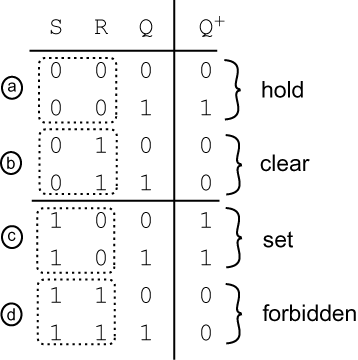 S R Q Q+
a 0 0 0 0 hold
0 0 1 1
b 0 1 0 0 clear
0 1 1 0
c 1 0 0 1 set
1 0 1 1
d 1 1 0 0 forbidden
1 1 1 0